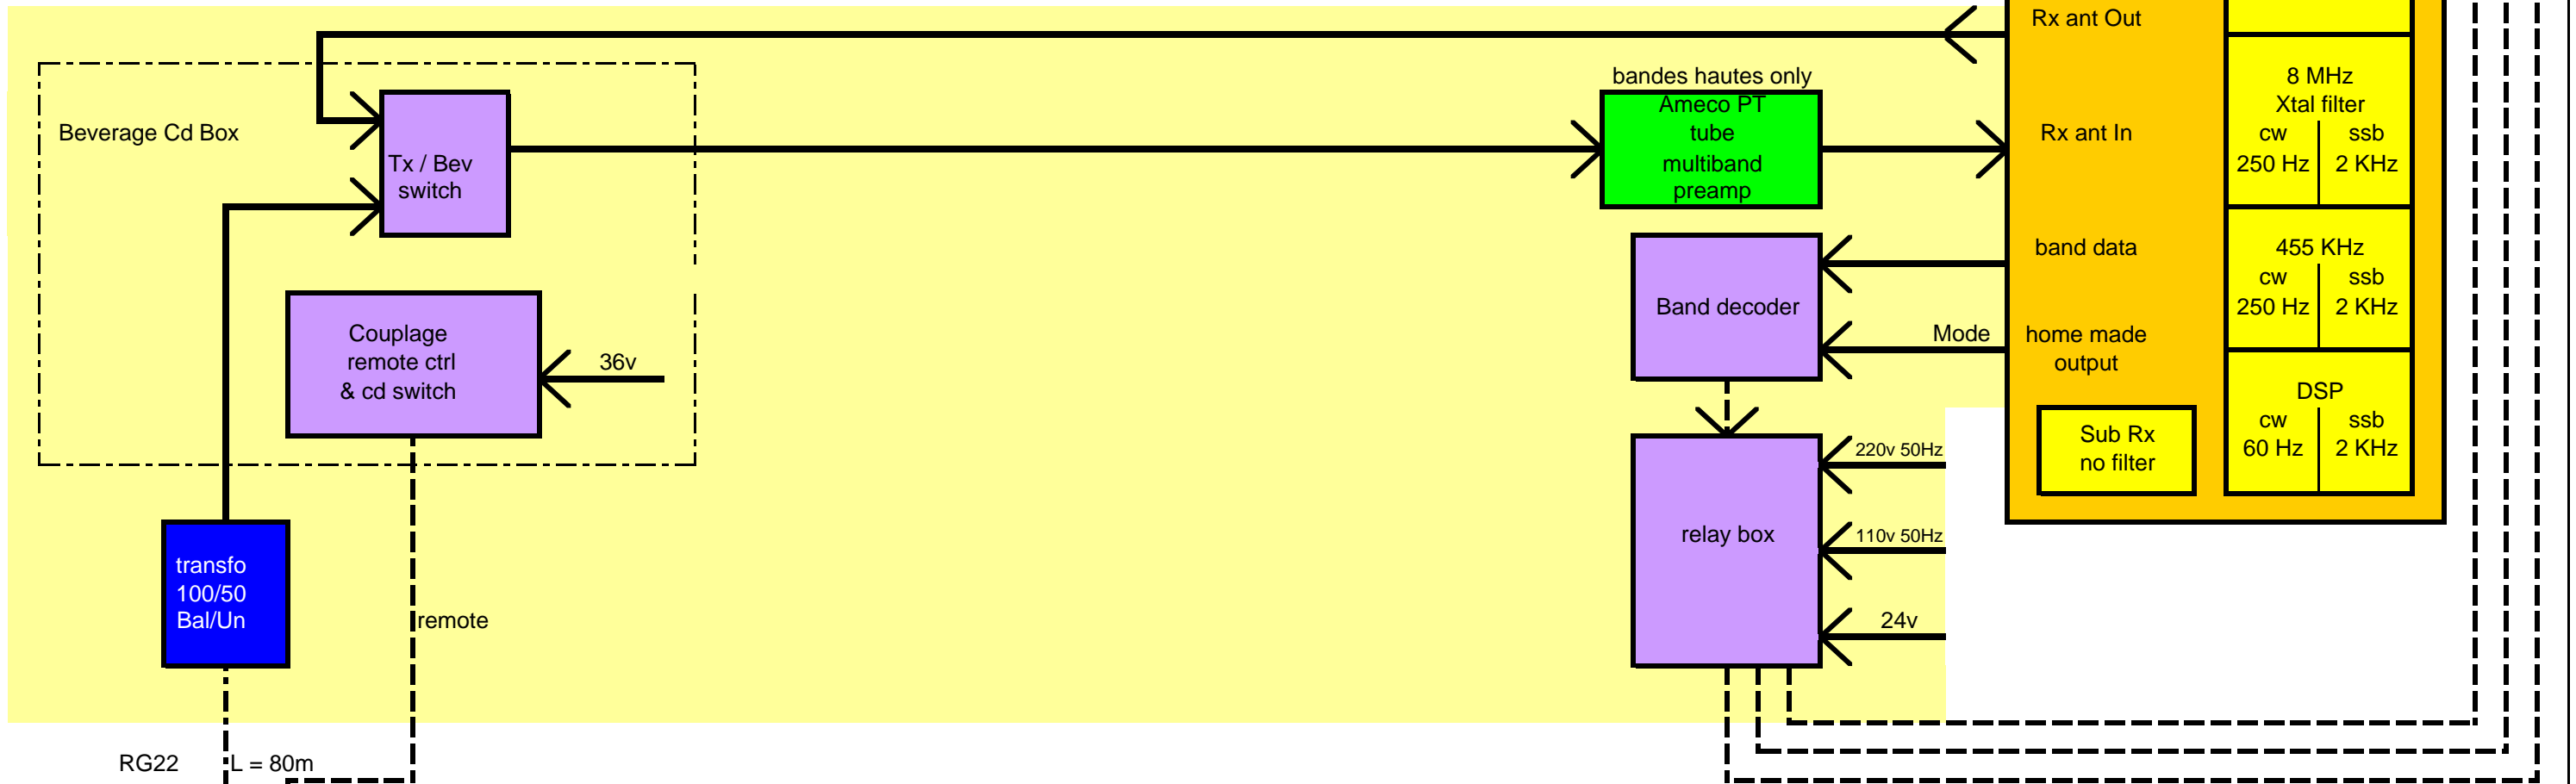 Rx ant Out
bandes hautes only
8 MHz
Xtal filter
cw ssb
250 Hz 2 KHz
Beverage Cd Box
Tx / Bev
switch
Ameco PT
tube
multiband
preamp
Rx ant In
band data
455 KHz
cw ssb
250 Hz 2 KHz
Band decoder
Mode
home made
output
Couplage
remote ctrl
& cd switch
36v
DSP
cw ssb
60 Hz 2 KHz
Sub Rx
no filter
220v 50Hz
relay box
110v 50Hz
24v
transfo
100/50
Bal/Un
remote
RG22 L = 80m